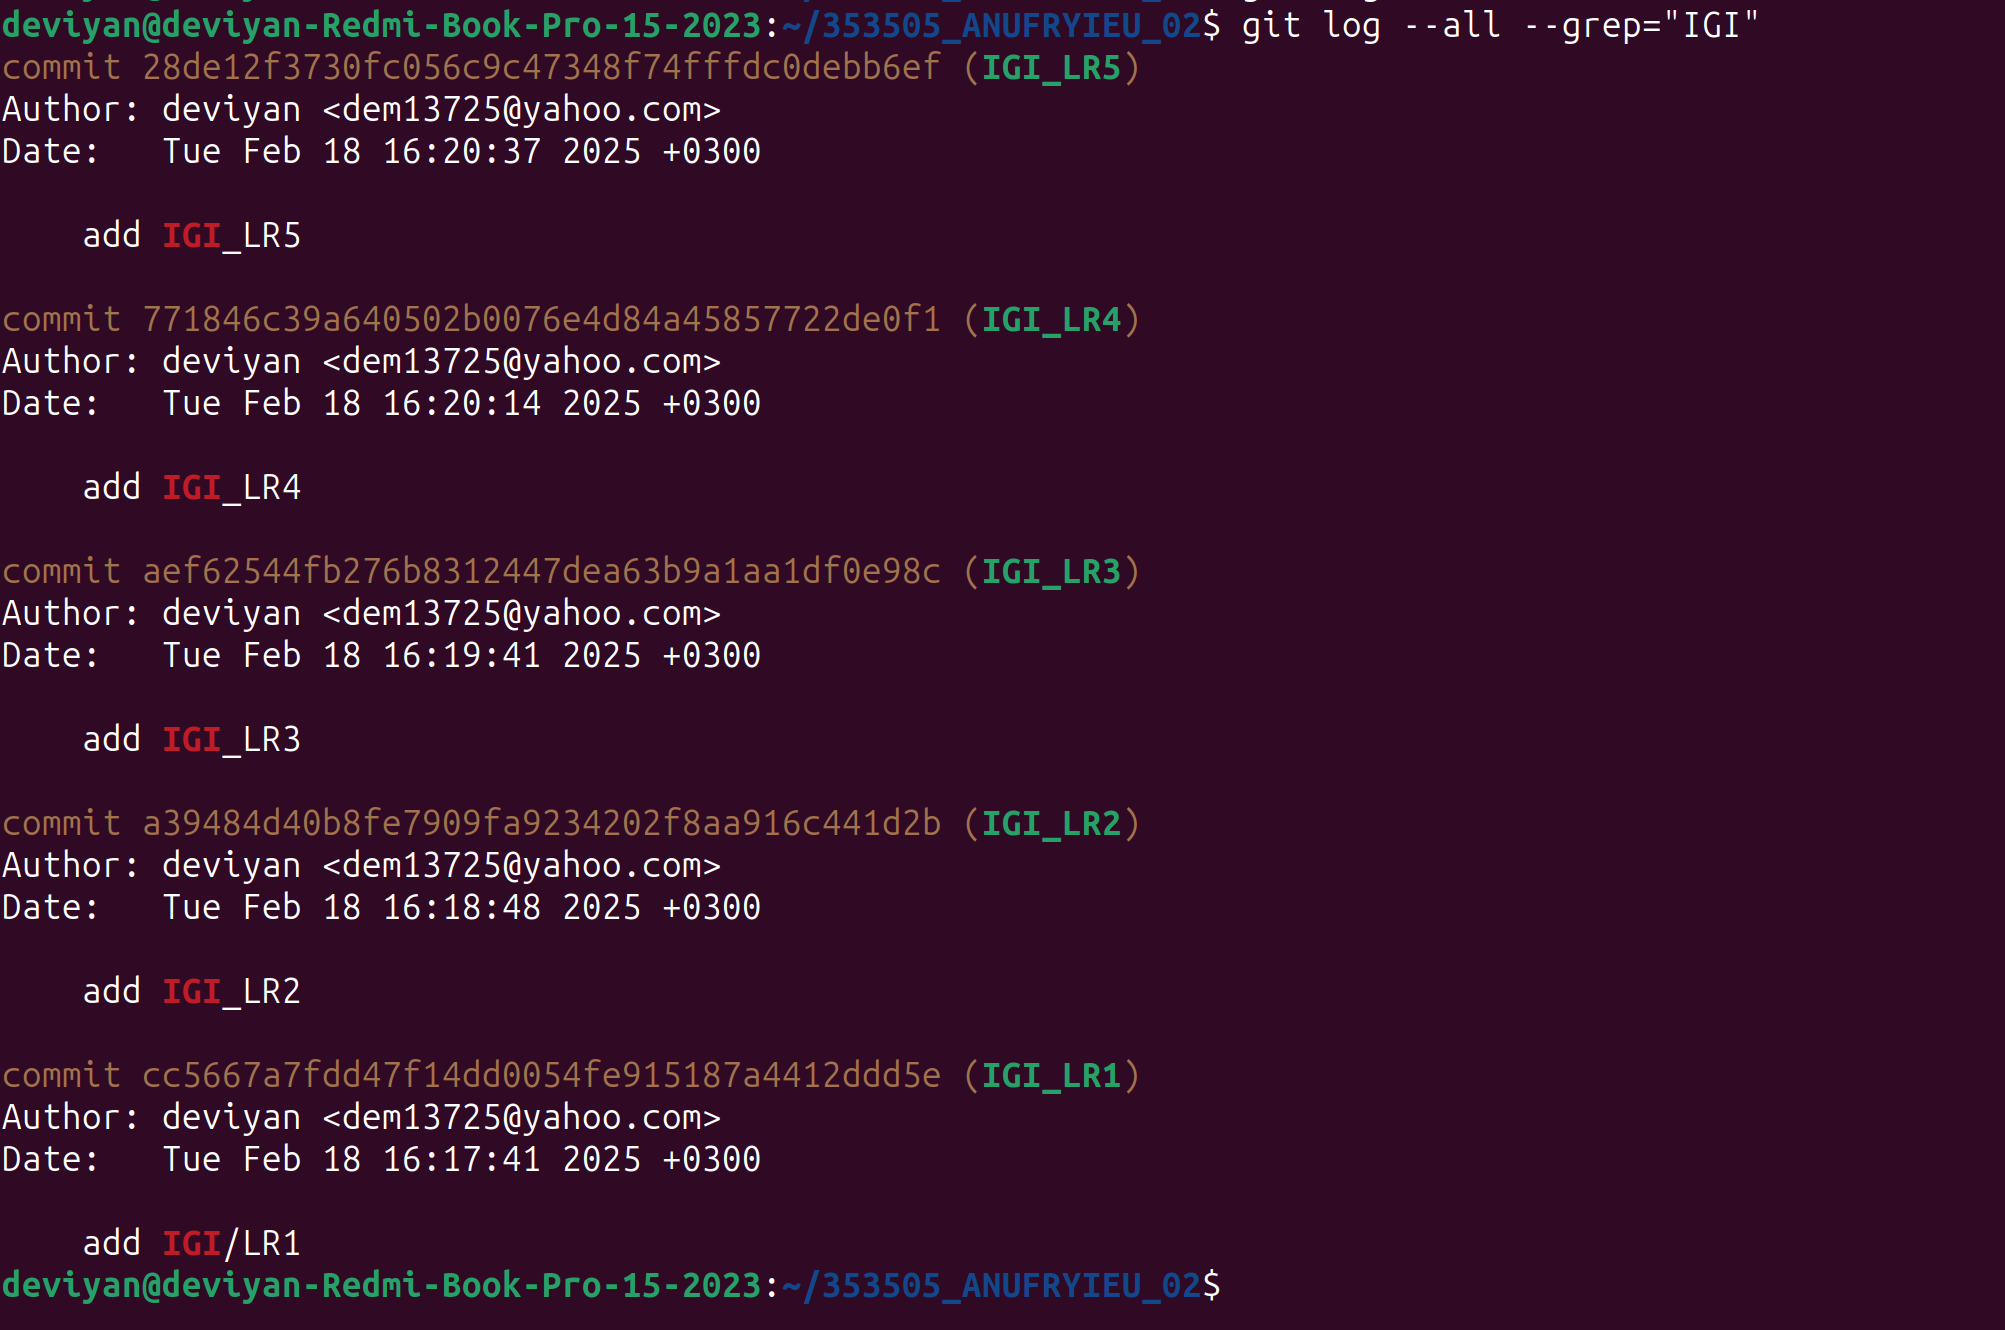 deviyan@deviyan-Redmi-Book-Pro-15-2023:~/353505_ANUFRYIEU_02$ git log --all --grep="IGI"
commit 28de12f3730fc056c9c47348f74fffdc0debb6ef (IGI_LR5)
Author: deviyan <dem13725@yahoo.com>
Date:   Tue Feb 18 16:20:37 2025 +0300
    add IGI_LR5
commit 771846c39a640502b0076e4d84a45857722de0f1 (IGI_LR4)
Author: deviyan <dem13725@yahoo.com>
Date:   Tue Feb 18 16:20:14 2025 +0300
    add IGI_LR4
commit aef62544fb276b8312447dea63b9a1aa1df0e98c (IGI_LR3)
Author: deviyan <dem13725@yahoo.com>
Date:   Tue Feb 18 16:19:41 2025 +0300
    add IGI_LR3
commit a39484d40b8fe7909fa9234202f8aa916c441d2b (IGI_LR2)
Author: deviyan <dem13725@yahoo.com>
Date:   Tue Feb 18 16:18:48 2025 +0300
    add IGI_LR2
commit cc5667a7fdd47f14dd0054fe915187a4412ddd5e (IGI_LR1)
Author: deviyan <dem13725@yahoo.com>
Date:   Tue Feb 18 16:17:41 2025 +0300
    add IGI/LR1
deviyan@deviyan-Redmi-Book-Pro-15-2023:~/353505_ANUFRYIEU_02$